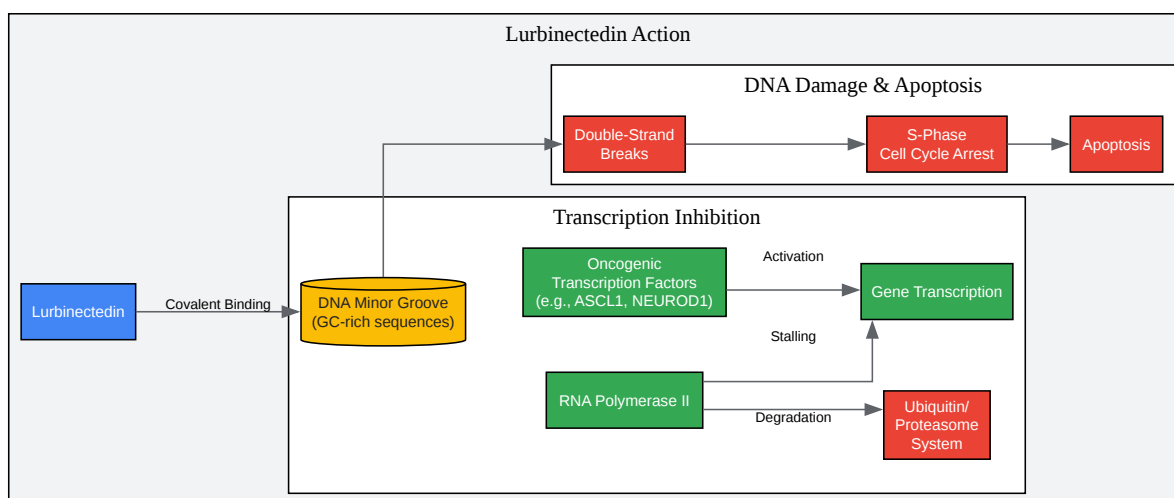 Lurbinectedin Action
DNA Damage & Apoptosis
Double-Strand
Breaks
S-Phase
Cell Cycle Arrest
Apoptosis
Transcription Inhibition
Oncogenic
Transcription Factors
(e.g., ASCL1, NEUROD1)
Activation
Gene Transcription
Lurbinectedin
Covalent Binding
DNA Minor Groove
(GC-rich sequences)
Stalling
RNA Polymerase II
Degradation
Ubiquitin/
Proteasome
System